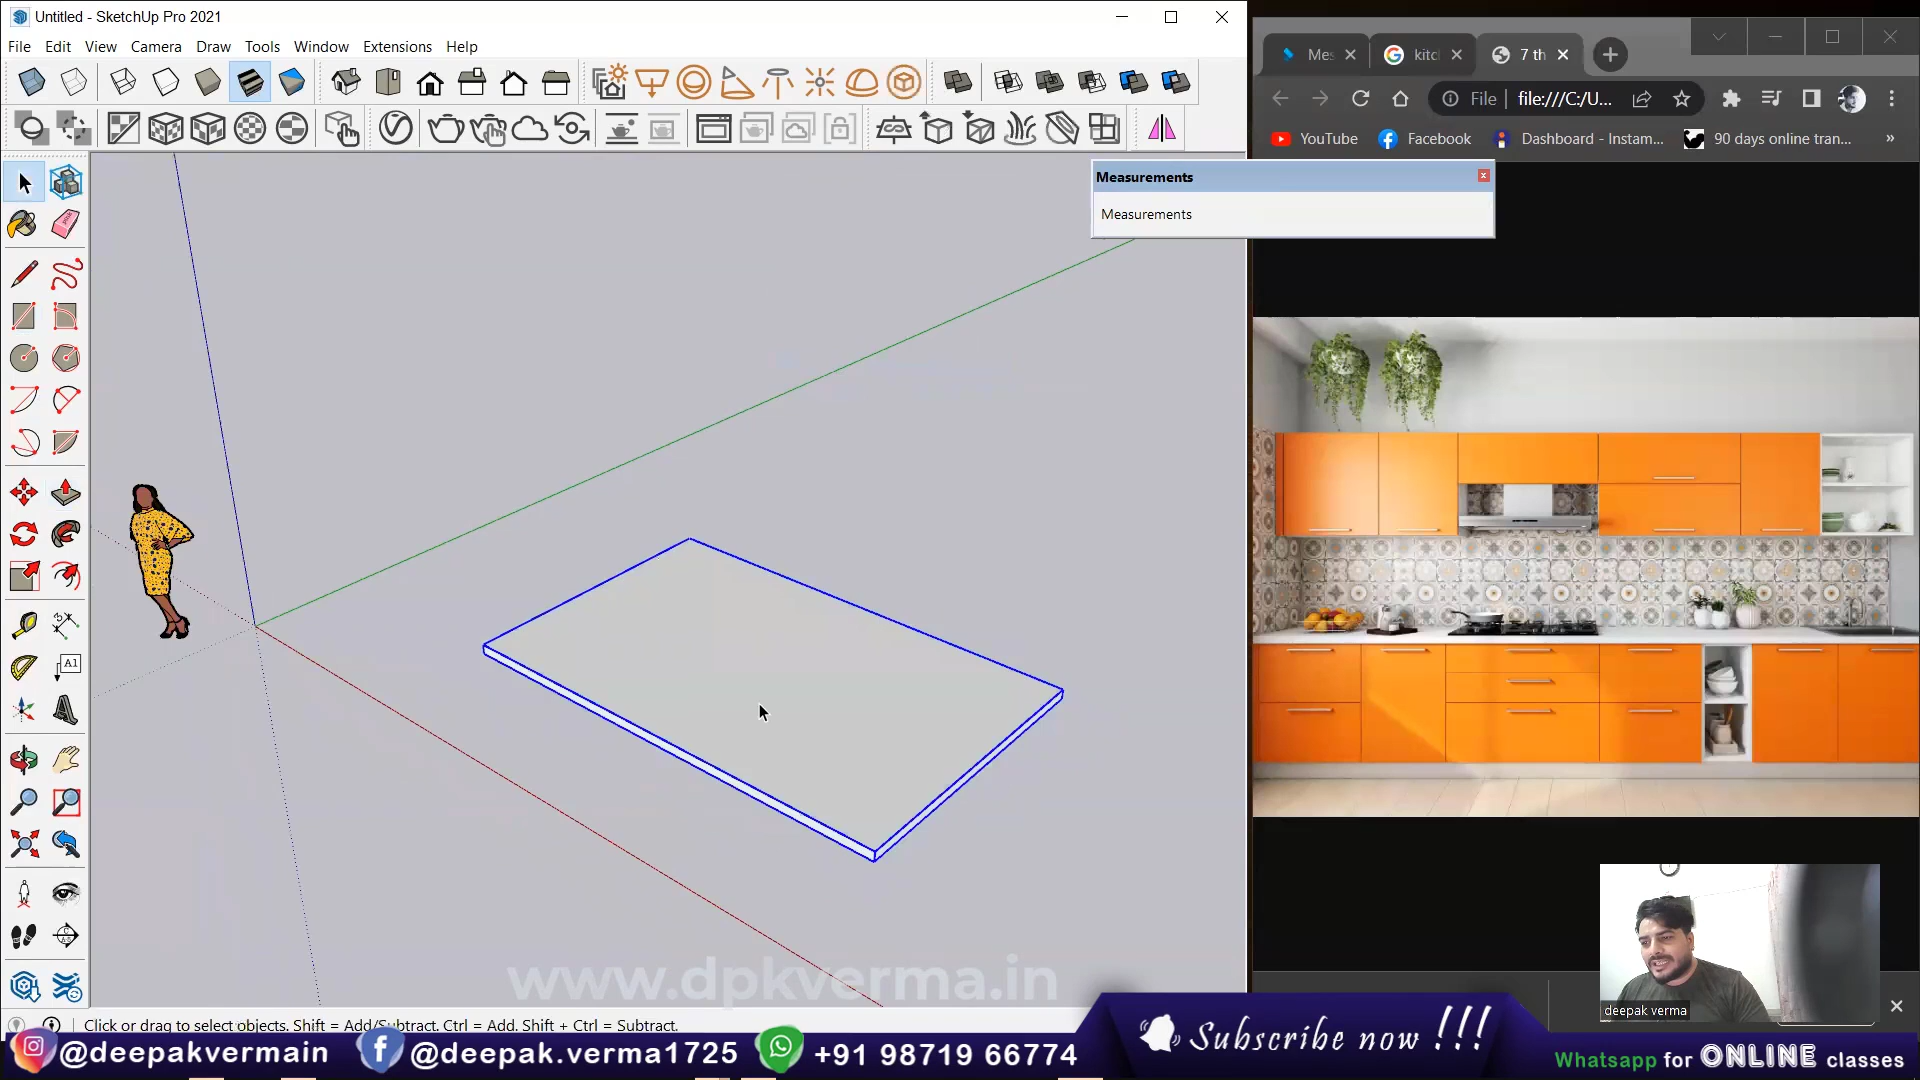 Untitled - SketchUp Pro 2021
File Edit View Camera Draw Tools Window Extensions Help
Mes
kitcl
7 th
File
file:///C:/U...
YouTube
Facebook
Dashboard - Instam...
90 days online tran...
»
Measurements
Measurements
A1
www.dpkverma.in
deepak verma
Click or drag to select objects. Shift = Add/Subtract. Ctrl = Add. Shift + Ctrl = Subtract.
@deepakvermain
@deepak.verma1725
+91 98719 66774
Subscribe now !!!
Whatsapp for ONLINE classes